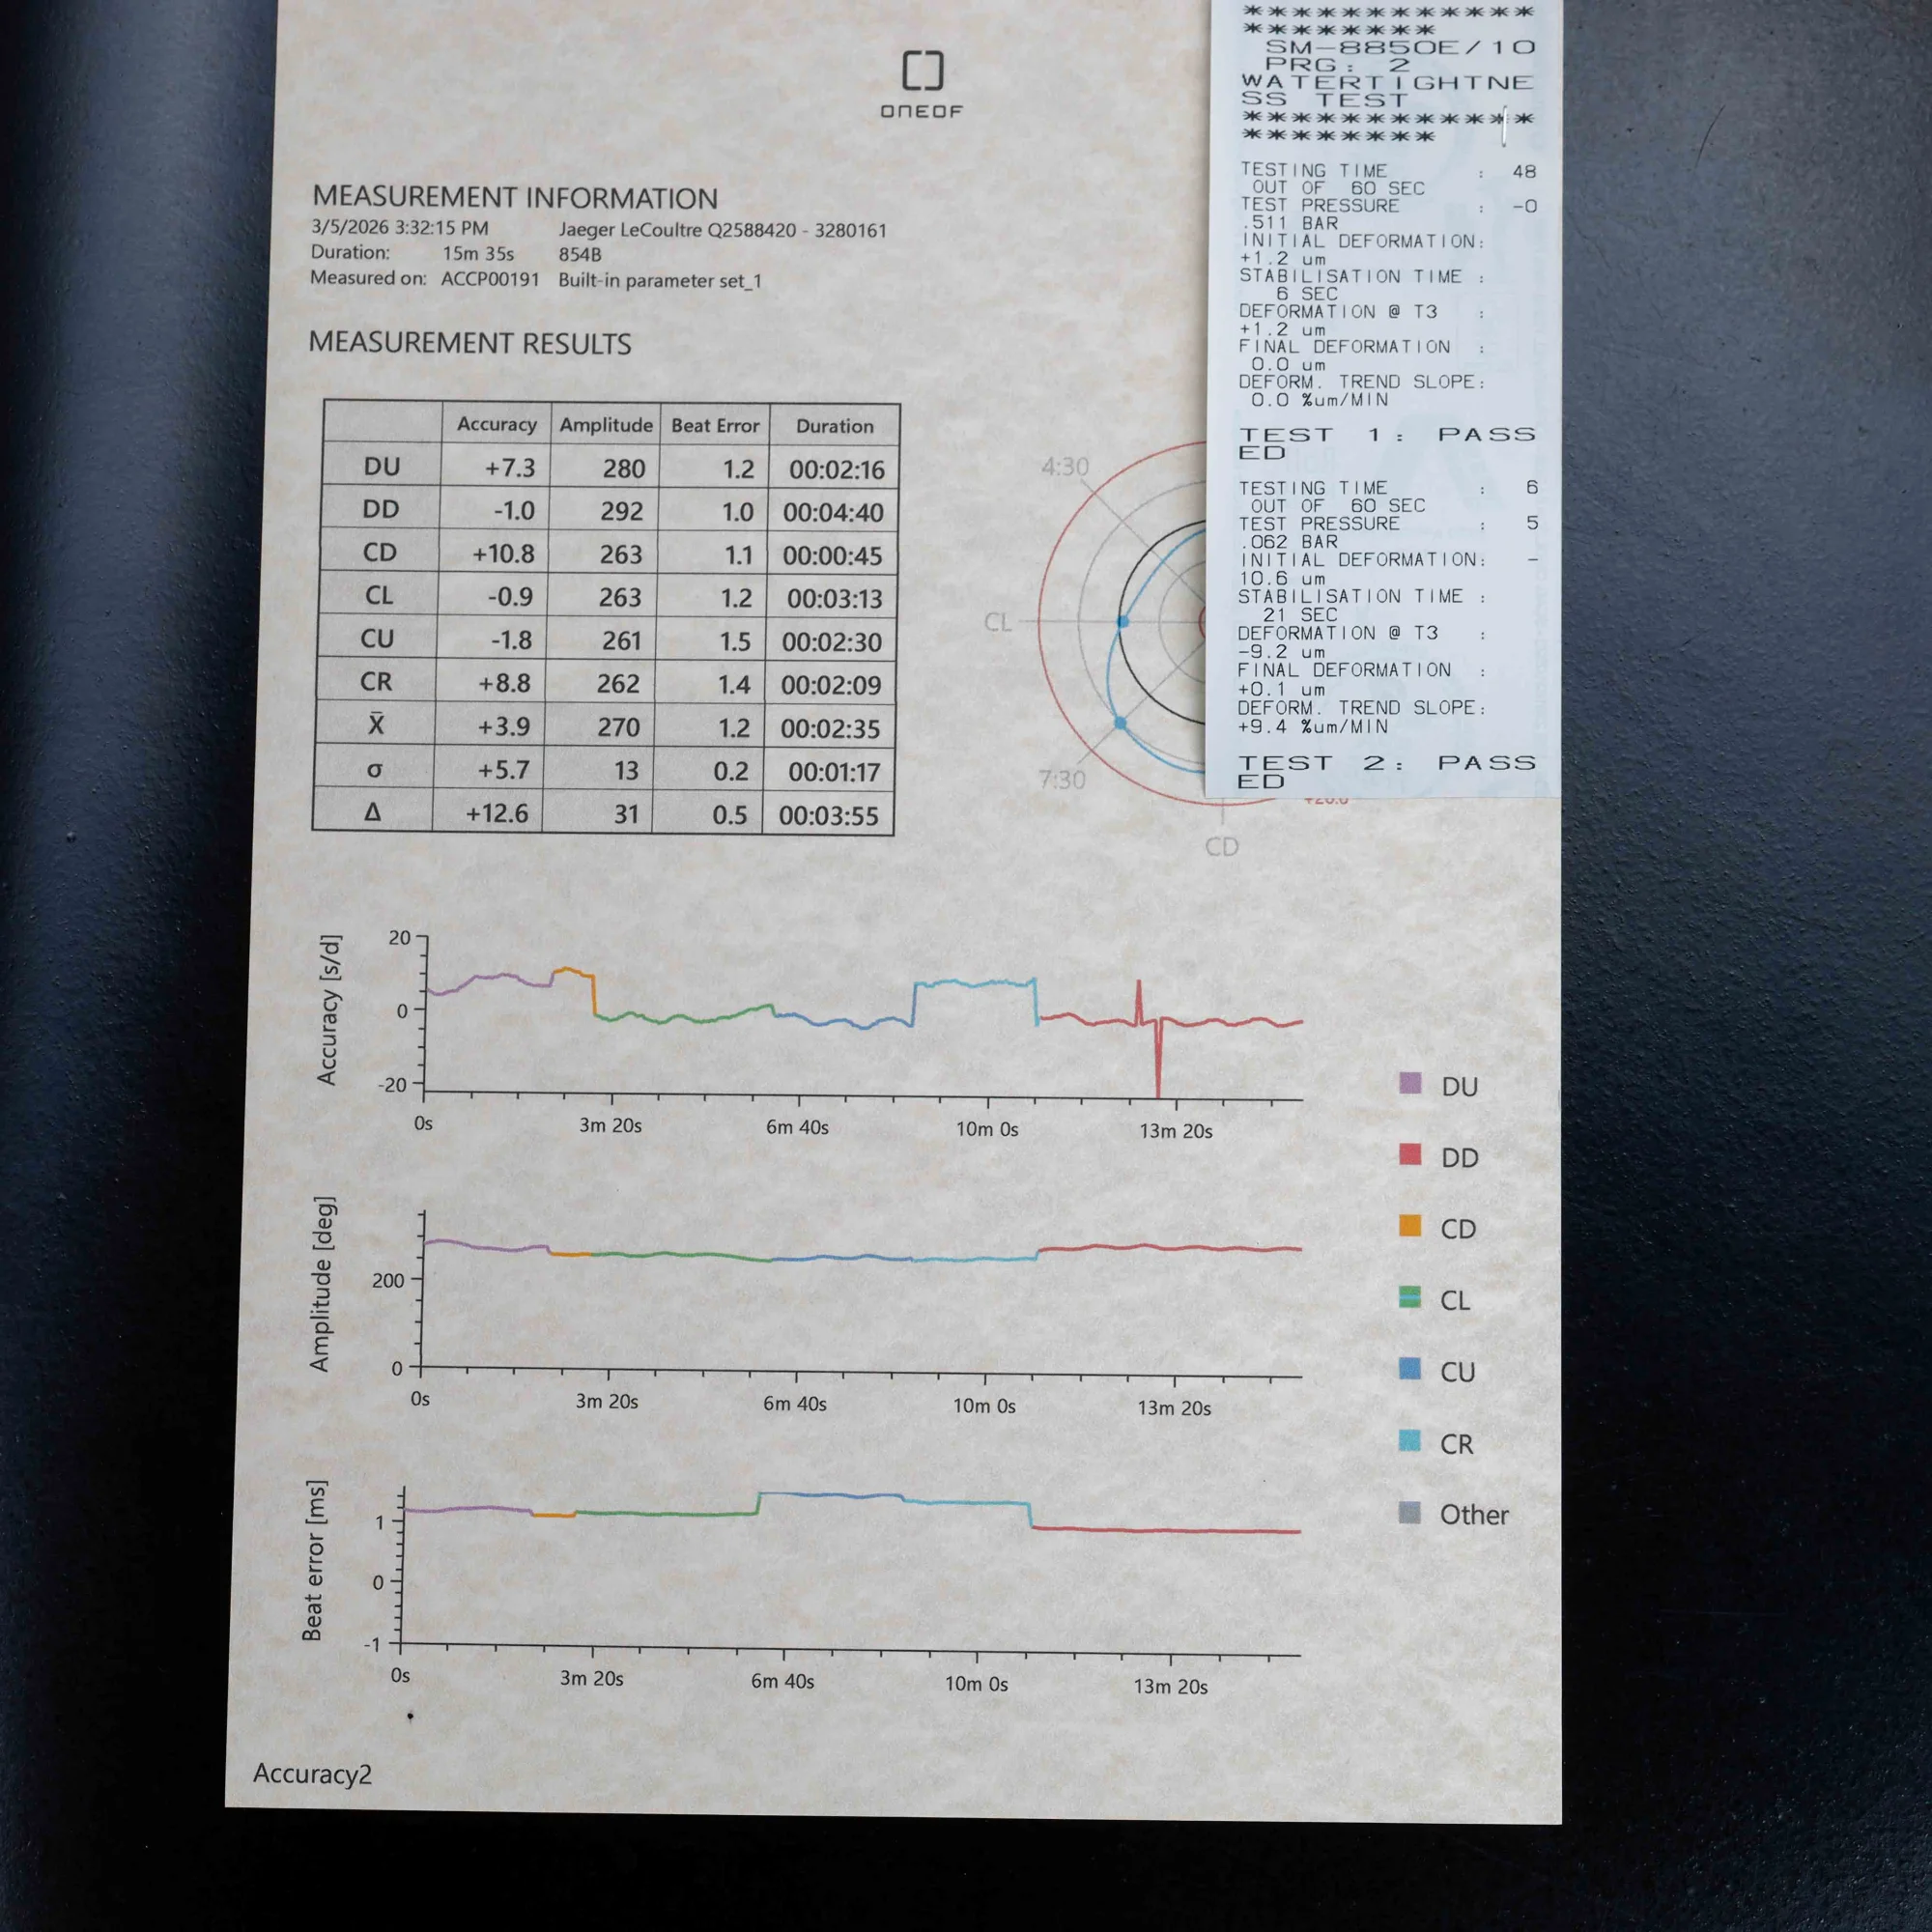 ONEOF
MEASUREMENT INFORMATION
3/5/2026 3:32:15 PM Jaeger LeCoultre Q2588420 - 3280161
Duration: 15m 35s 854B
Measured on: ACCP00191 Built-in parameter set_1
MEASUREMENT RESULTS
Accuracy Amplitude Beat Error Duration
DU +7.3 280 1.2 00:02:16
DD -1.0 292 1.0 00:04:40
CD +10.8 263 1.1 00:00:45
CL -0.9 263 1.2 00:03:13
CU -1.8 261 1.5 00:02:30
CR +8.8 262 1.4 00:02:09
X̄ +3.9 270 1.2 00:02:35
σ +5.7 13 0.2 00:01:17
Δ +12.6 31 0.5 00:03:55
4:30
CL
7:30
CD
+20.0
********************
SM-8850E/10
PRG: 2
WATERTIGHTNE
SS TEST
********************
TESTING TIME : 48
OUT OF 60 SEC
TEST PRESSURE : -0
.511 BAR
INITIAL DEFORMATION:
+1.2 um
STABILISATION TIME :
6 SEC
DEFORMATION @ T3 :
+1.2 um
FINAL DEFORMATION :
0.0 um
DEFORM. TREND SLOPE:
0.0 %um/MIN
TEST 1: PASS
ED
TESTING TIME : 6
OUT OF 60 SEC
TEST PRESSURE : 5
.062 BAR
INITIAL DEFORMATION: -
10.6 um
STABILISATION TIME :
21 SEC
DEFORMATION @ T3 :
-9.2 um
FINAL DEFORMATION :
+0.1 um
DEFORM. TREND SLOPE:
+9.4 %um/MIN
TEST 2: PASS
ED
Accuracy [s/d]
20
0
-20
0s 3m 20s 6m 40s 10m 0s 13m 20s
Amplitude [deg]
200
0
0s 3m 20s 6m 40s 10m 0s 13m 20s
Beat error [ms]
1
0
-1
0s 3m 20s 6m 40s 10m 0s 13m 20s
DU
DD
CD
CL
CU
CR
Other
Accuracy2